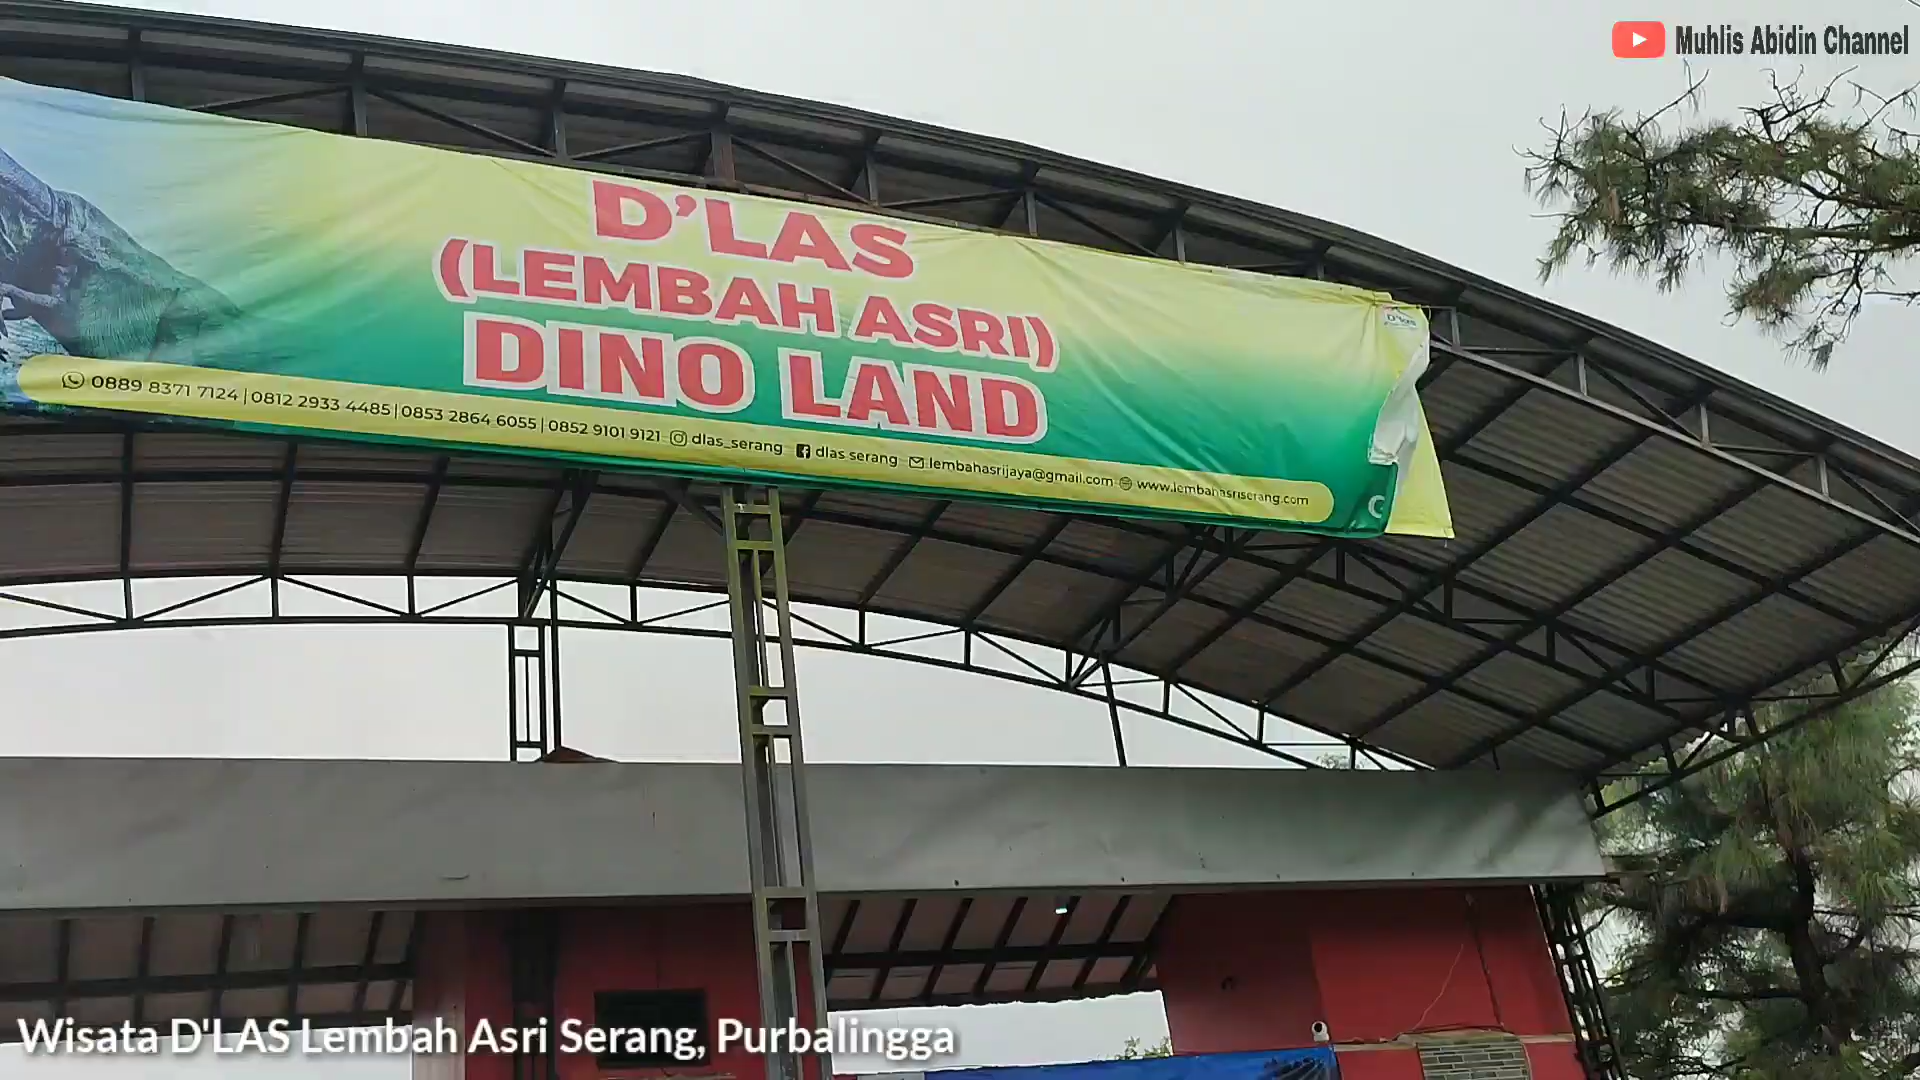 Muhlis Abidin Channel
D'LAS
(LEMBAH ASRI)
DINO LAND
0889 8371 7124 | 0812 2933 4485 | 0853 2864 6055 | 0852 9101 9121 dlas_serang dlas serang lembahasrijaya@gmail.com www.lembahasriserang.com
D'las
Wisata D'LAS Lembah Asri Serang, Purbalingga